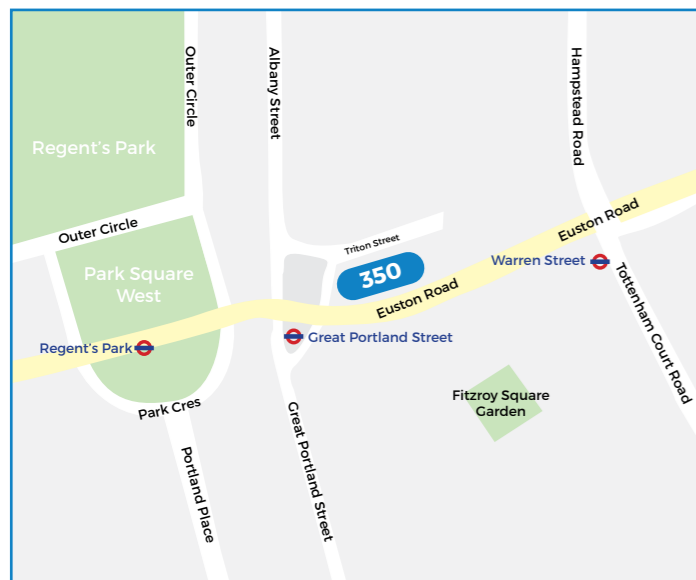 Outer Circle
Albany Street
Hampstead Road
Regent's Park
Outer Circle
Triton Street
Euston Road
Warren Street
Park Square
West
350
Euston Road
Tottenham Court Road
Regent's Park
Great Portland Street
Park Cres
Fitzroy Square
Garden
Portland Place
Great Portland Street